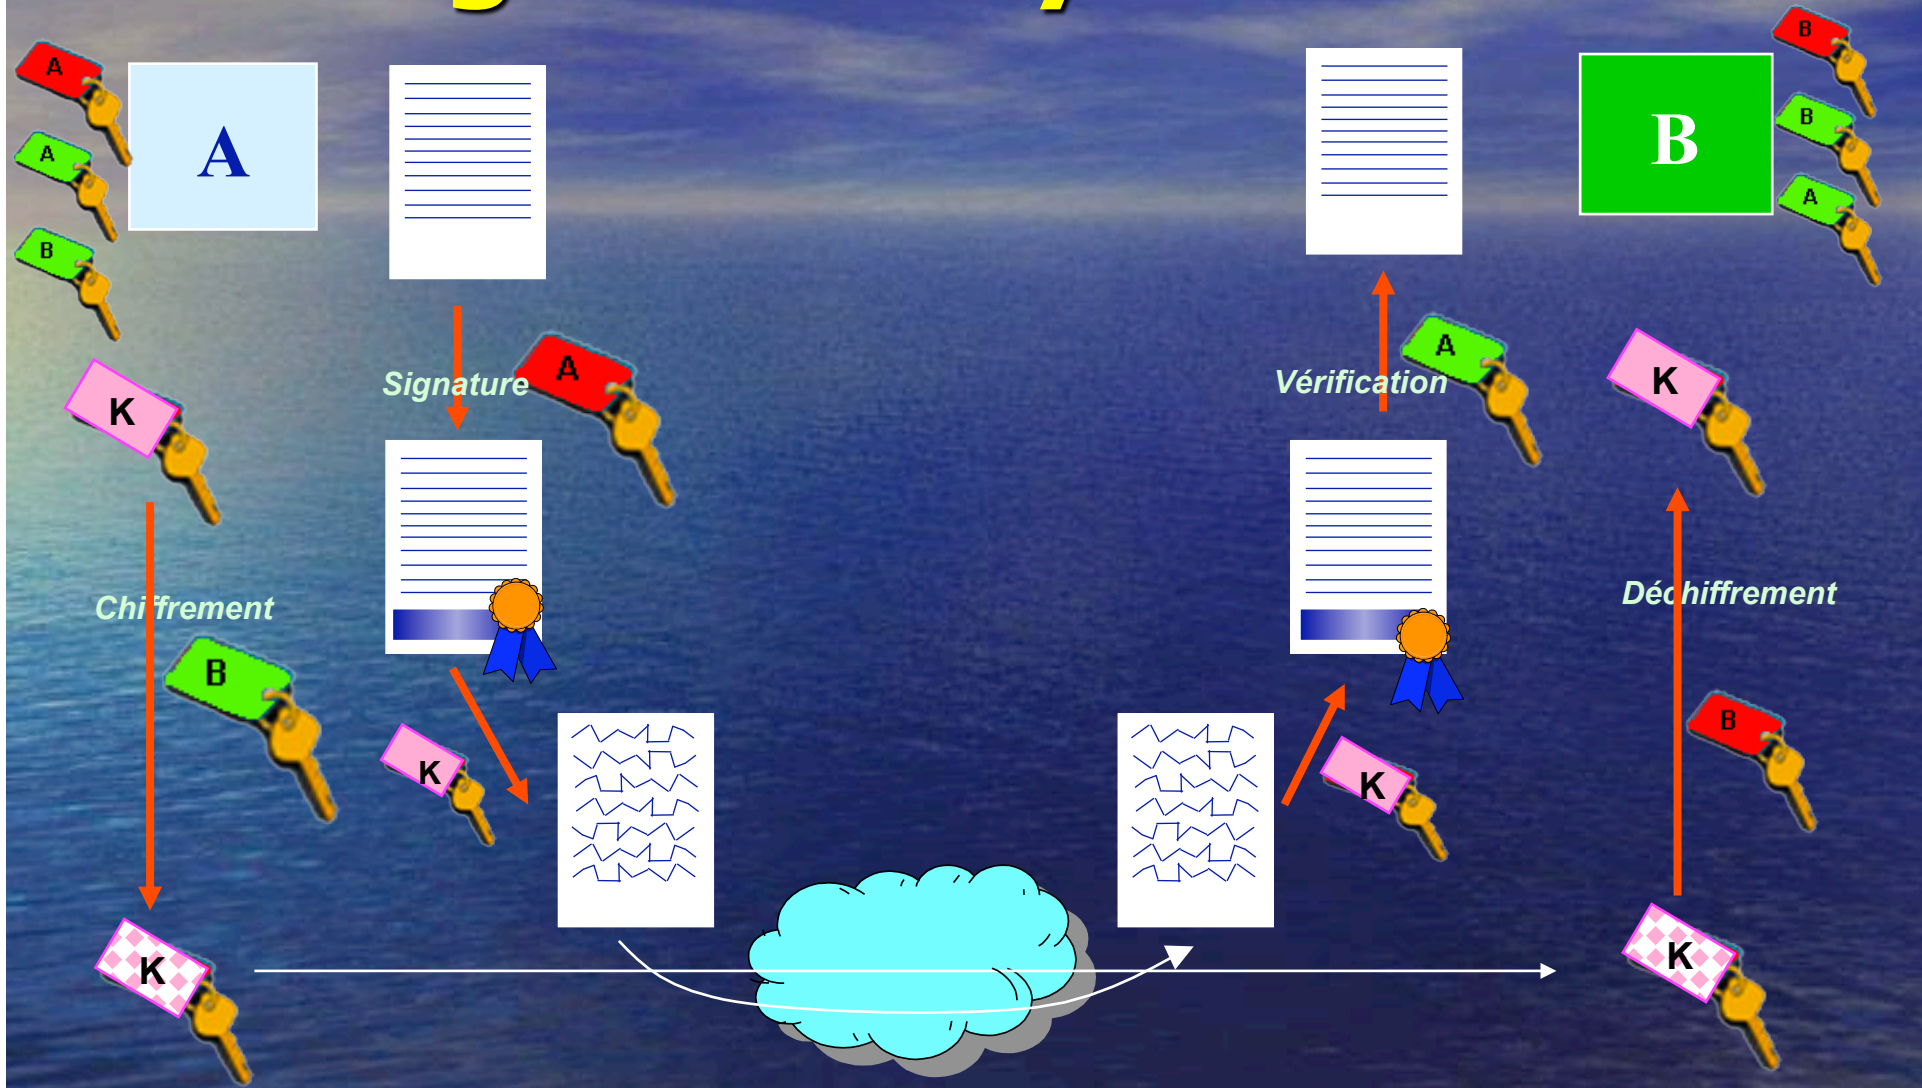 A
A
B
A
B
B
B
A
K
Signature
A
Vérification
A
K
Chiffrement
Déchiffrement
B
K
K
B
K
K